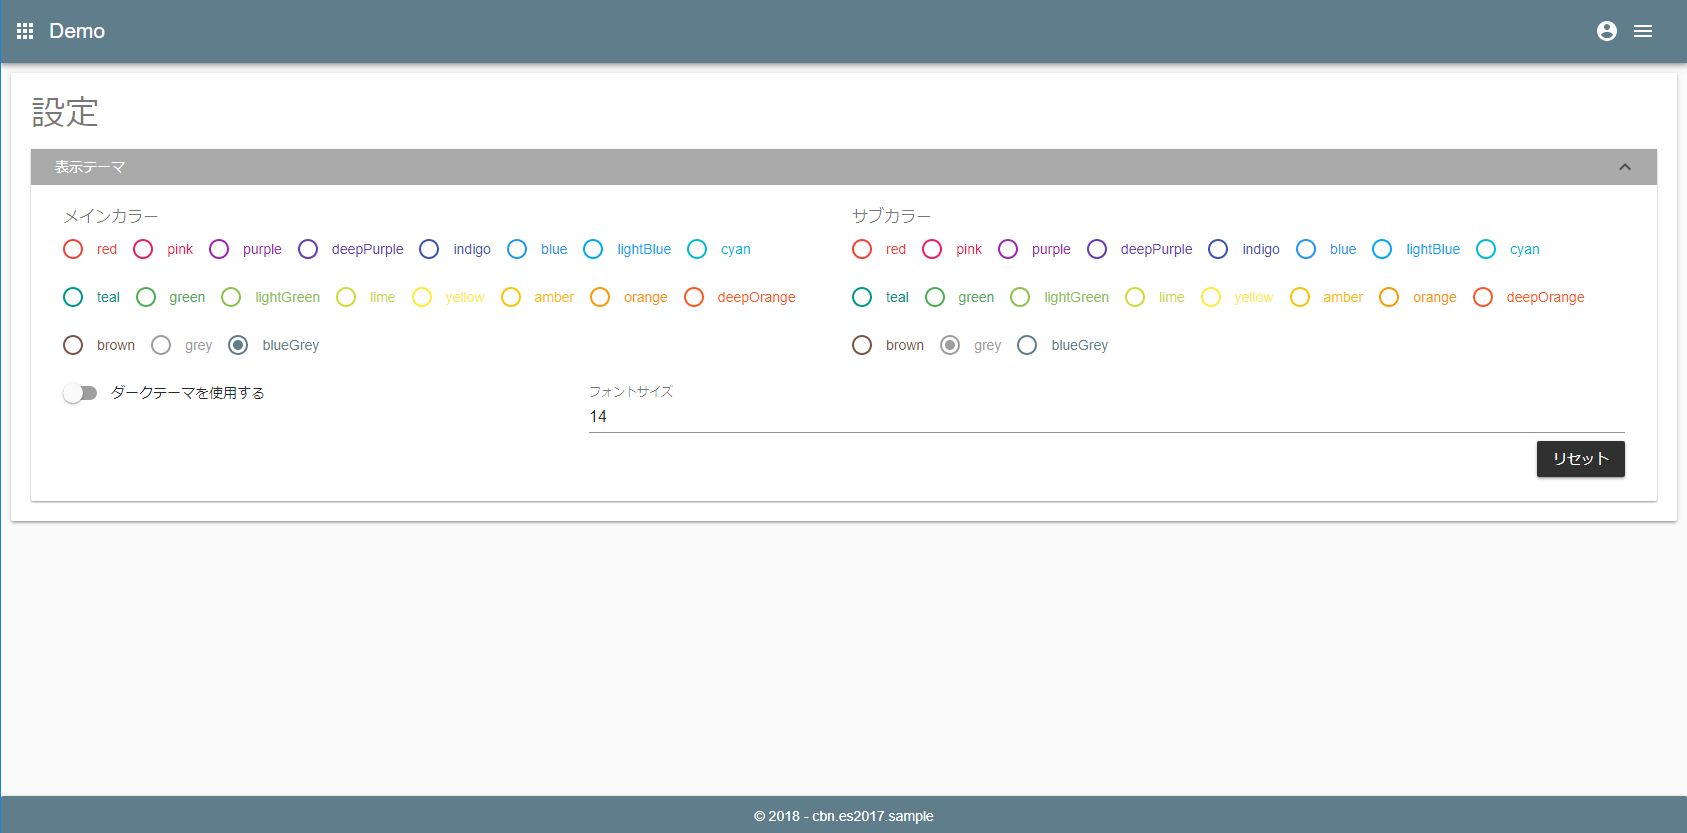 Demo
設定
表示テーマ
メインカラー
red pink purple deepPurple indigo blue lightBlue cyan
teal green lightGreen lime yellow amber orange deepOrange
brown grey blueGrey
サブカラー
red pink purple deepPurple indigo blue lightBlue cyan
teal green lightGreen lime yellow amber orange deepOrange
brown grey blueGrey
ダークテーマを使用する
フォントサイズ
14
リセット
© 2018 - cbn.es2017.sample